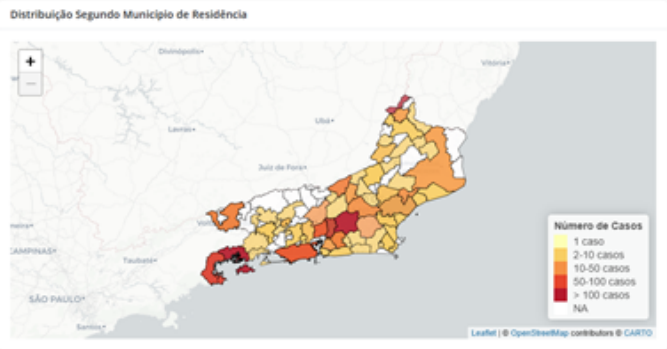 Distribuição Segundo Município de Residência
+
−
Divinópolis
Vitória
Lavras
Ubá
Juiz de Fora
CAMPINAS
Taubaté
SÃO PAULO
Santos
Número de Casos
1 caso
2-10 casos
10-50 casos
50-100 casos
> 100 casos
NA
Leaflet | © OpenStreetMap contributors © CARTO